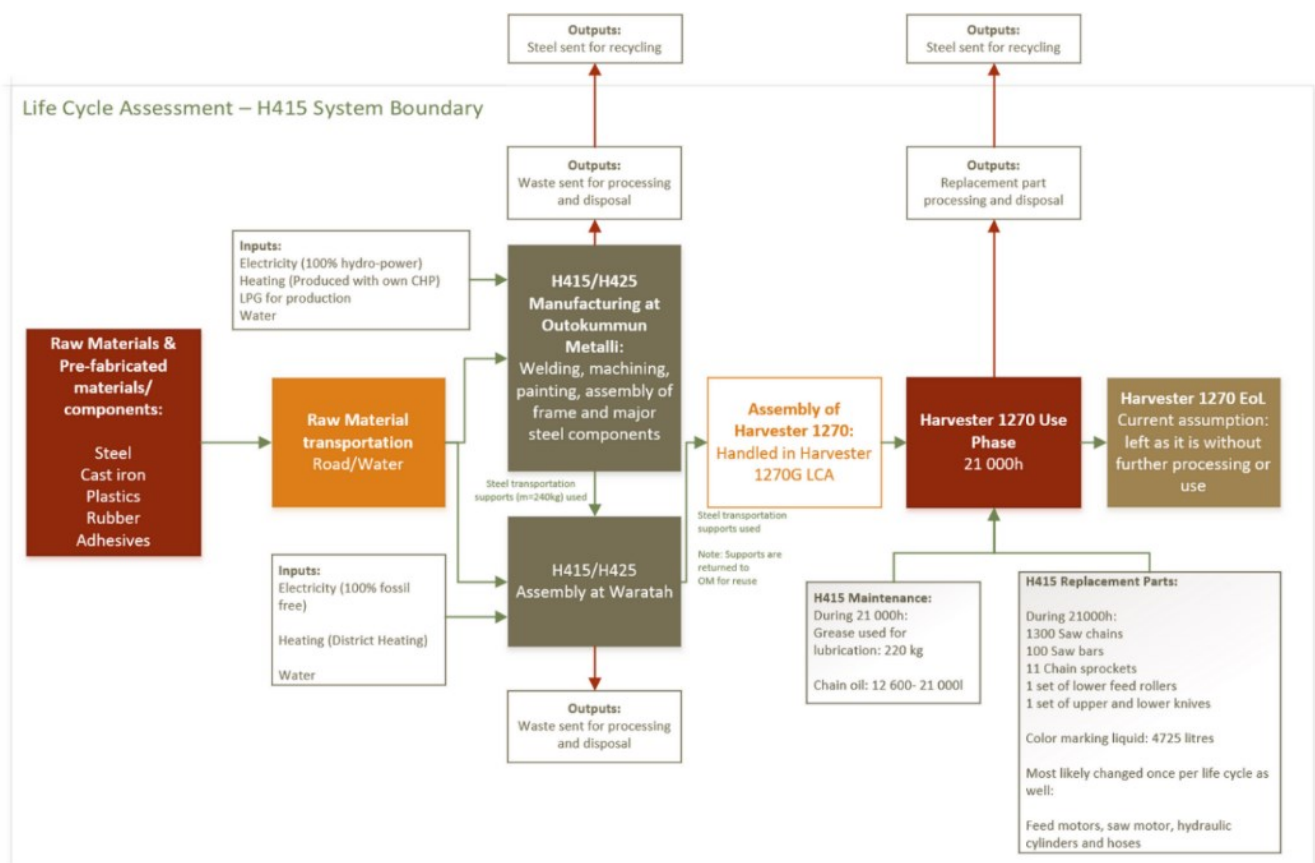 Outputs:
Steel sent for recycling
Outputs:
Steel sent for recycling
Life Cycle Assessment – H415 System Boundary
Outputs:
Waste sent for processing
and disposal
Outputs:
Replacement part
processing and disposal
Inputs:
Electricity (100% hydro-power)
Heating (Produced with own CHP)
LPG for production
Water
H415/H425
Manufacturing at
Outokummun
Metalli:
Welding, machining,
painting, assembly of
frame and major
steel components
Raw Materials &
Pre-fabricated
materials/
components:
Steel
Cast iron
Plastics
Rubber
Adhesives
Raw Material
transportation
Road/Water
Assembly of
Harvester 1270:
Handled in Harvester
1270G LCA
Harvester 1270 Use
Phase
21 000h
Harvester 1270 EoL
Current assumption:
left as it is without
further processing or
use
Steel transportation
supports (m=240kg) used
Steel transportation
supports used
Note: Supports are
returned to
OM for reuse
Inputs:
Electricity (100% fossil
free)
Heating (District Heating)
Water
H415/H425
Assembly at Waratah
H415 Maintenance:
During 21 000h:
Grease used for
lubrication: 220 kg
Chain oil: 12 600- 21 000l
H415 Replacement Parts:
During 21000h:
1300 Saw chains
100 Saw bars
11 Chain sprockets
1 set of lower feed rollers
1 set of upper and lower knives
Color marking liquid: 4725 litres
Most likely changed once per life cycle as
well:
Feed motors, saw motor, hydraulic
cylinders and hoses
Outputs:
Waste sent for processing
and disposal